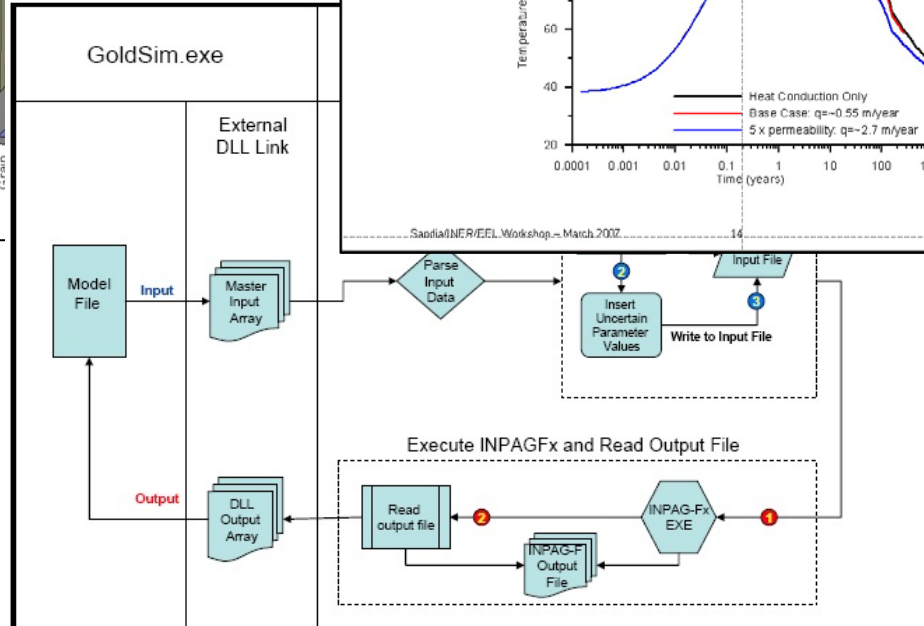 GoldSim.exe
External
DLL Link
Temperature
60
40
20
Heat Conduction Only
Base Case: q=~0.55 m/year
5 x permeability: q=~2.7 m/year
0.0001 0.001 0.01 0.1 1 10 100
Time (years)
Sandia/INER/EEL Workshop – March 2007
14
Model
File
Input
Master
Input
Array
Parse
Input
Data
2
Input File
3
Insert
Uncertain
Parameter
Values
Write to Input File
Execute INPAGFx and Read Output File
Output
DLL
Output
Array
Read
output file
2
INPAG-Fx
EXE
1
INPAG-F
Output
File